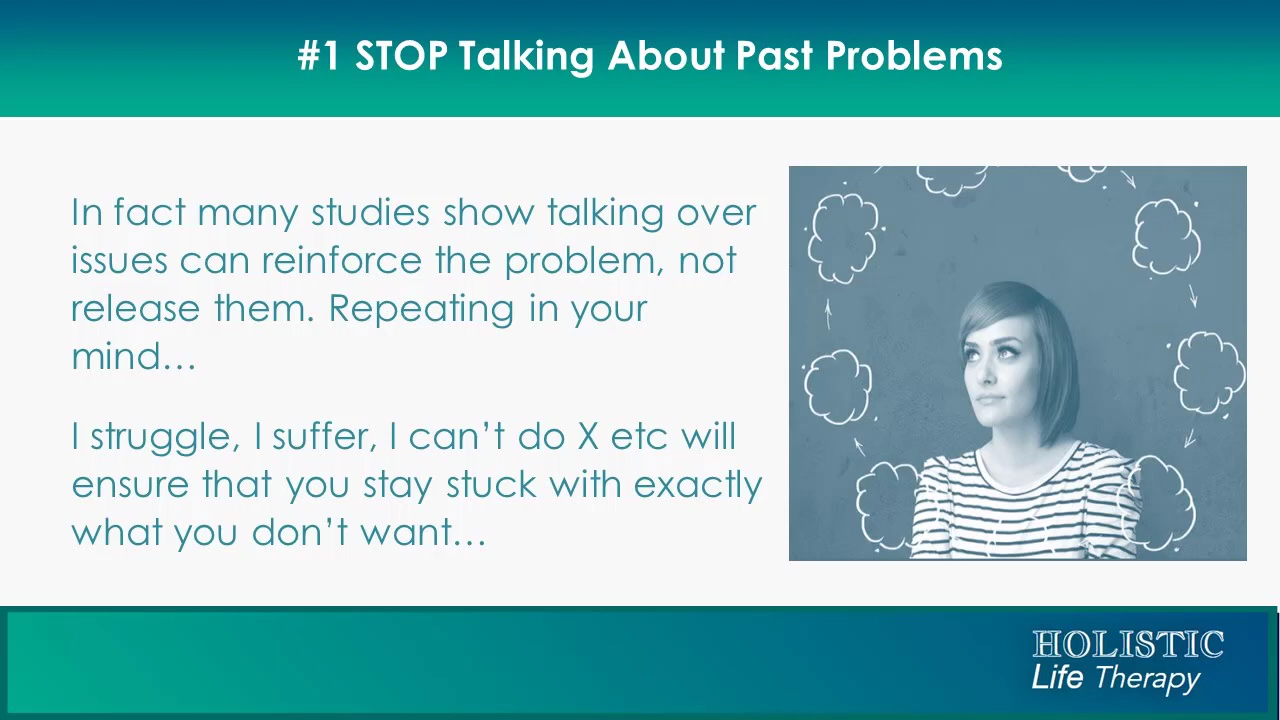 #1 STOP Talking About Past Problems
In fact many studies show talking over
issues can reinforce the problem, not
release them. Repeating in your
mind…
I struggle, I suffer, I can’t do X etc will
ensure that you stay stuck with exactly
what you don’t want…
HOLISTIC
Life Therapy